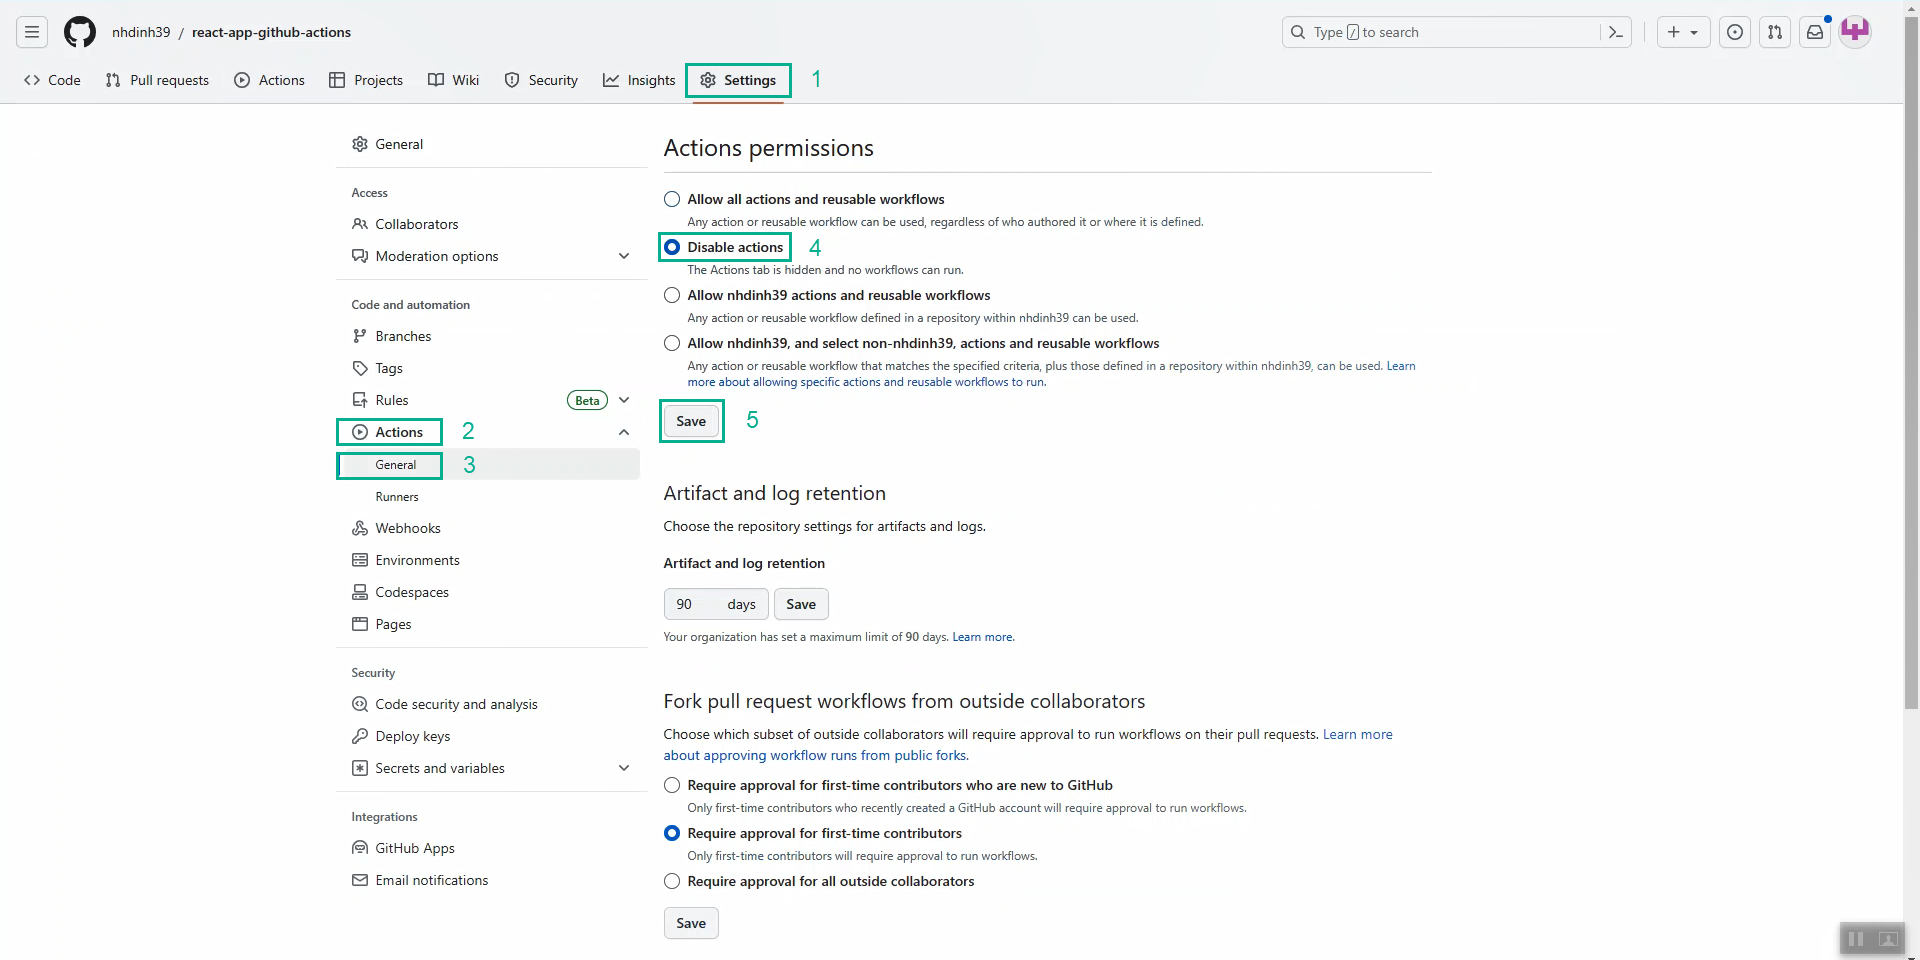 nhdinh39 / react-app-github-actions
Type / to search
Code
Pull requests
Actions
Projects
Wiki
Security
Insights
Settings
1
General
Access
Collaborators
Moderation options
Code and automation
Branches
Tags
Rules
Beta
Actions
2
General
3
Runners
Webhooks
Environments
Codespaces
Pages
Security
Code security and analysis
Deploy keys
Secrets and variables
Integrations
GitHub Apps
Email notifications
Actions permissions
Allow all actions and reusable workflows
Any action or reusable workflow can be used, regardless of who authored it or where it is defined.
Disable actions
4
The Actions tab is hidden and no workflows can run.
Allow nhdinh39 actions and reusable workflows
Any action or reusable workflow defined in a repository within nhdinh39 can be used.
Allow nhdinh39, and select non-nhdinh39, actions and reusable workflows
Any action or reusable workflow that matches the specified criteria, plus those defined in a repository within nhdinh39, can be used. Learn
more about allowing specific actions and reusable workflows to run.
Save
5
Artifact and log retention
Choose the repository settings for artifacts and logs.
Artifact and log retention
90 days
Save
Your organization has set a maximum limit of 90 days. Learn more.
Fork pull request workflows from outside collaborators
Choose which subset of outside collaborators will require approval to run workflows on their pull requests. Learn more
about approving workflow runs from public forks.
Require approval for first-time contributors who are new to GitHub
Only first-time contributors who recently created a GitHub account will require approval to run workflows.
Require approval for first-time contributors
Only first-time contributors will require approval to run workflows.
Require approval for all outside collaborators
Save